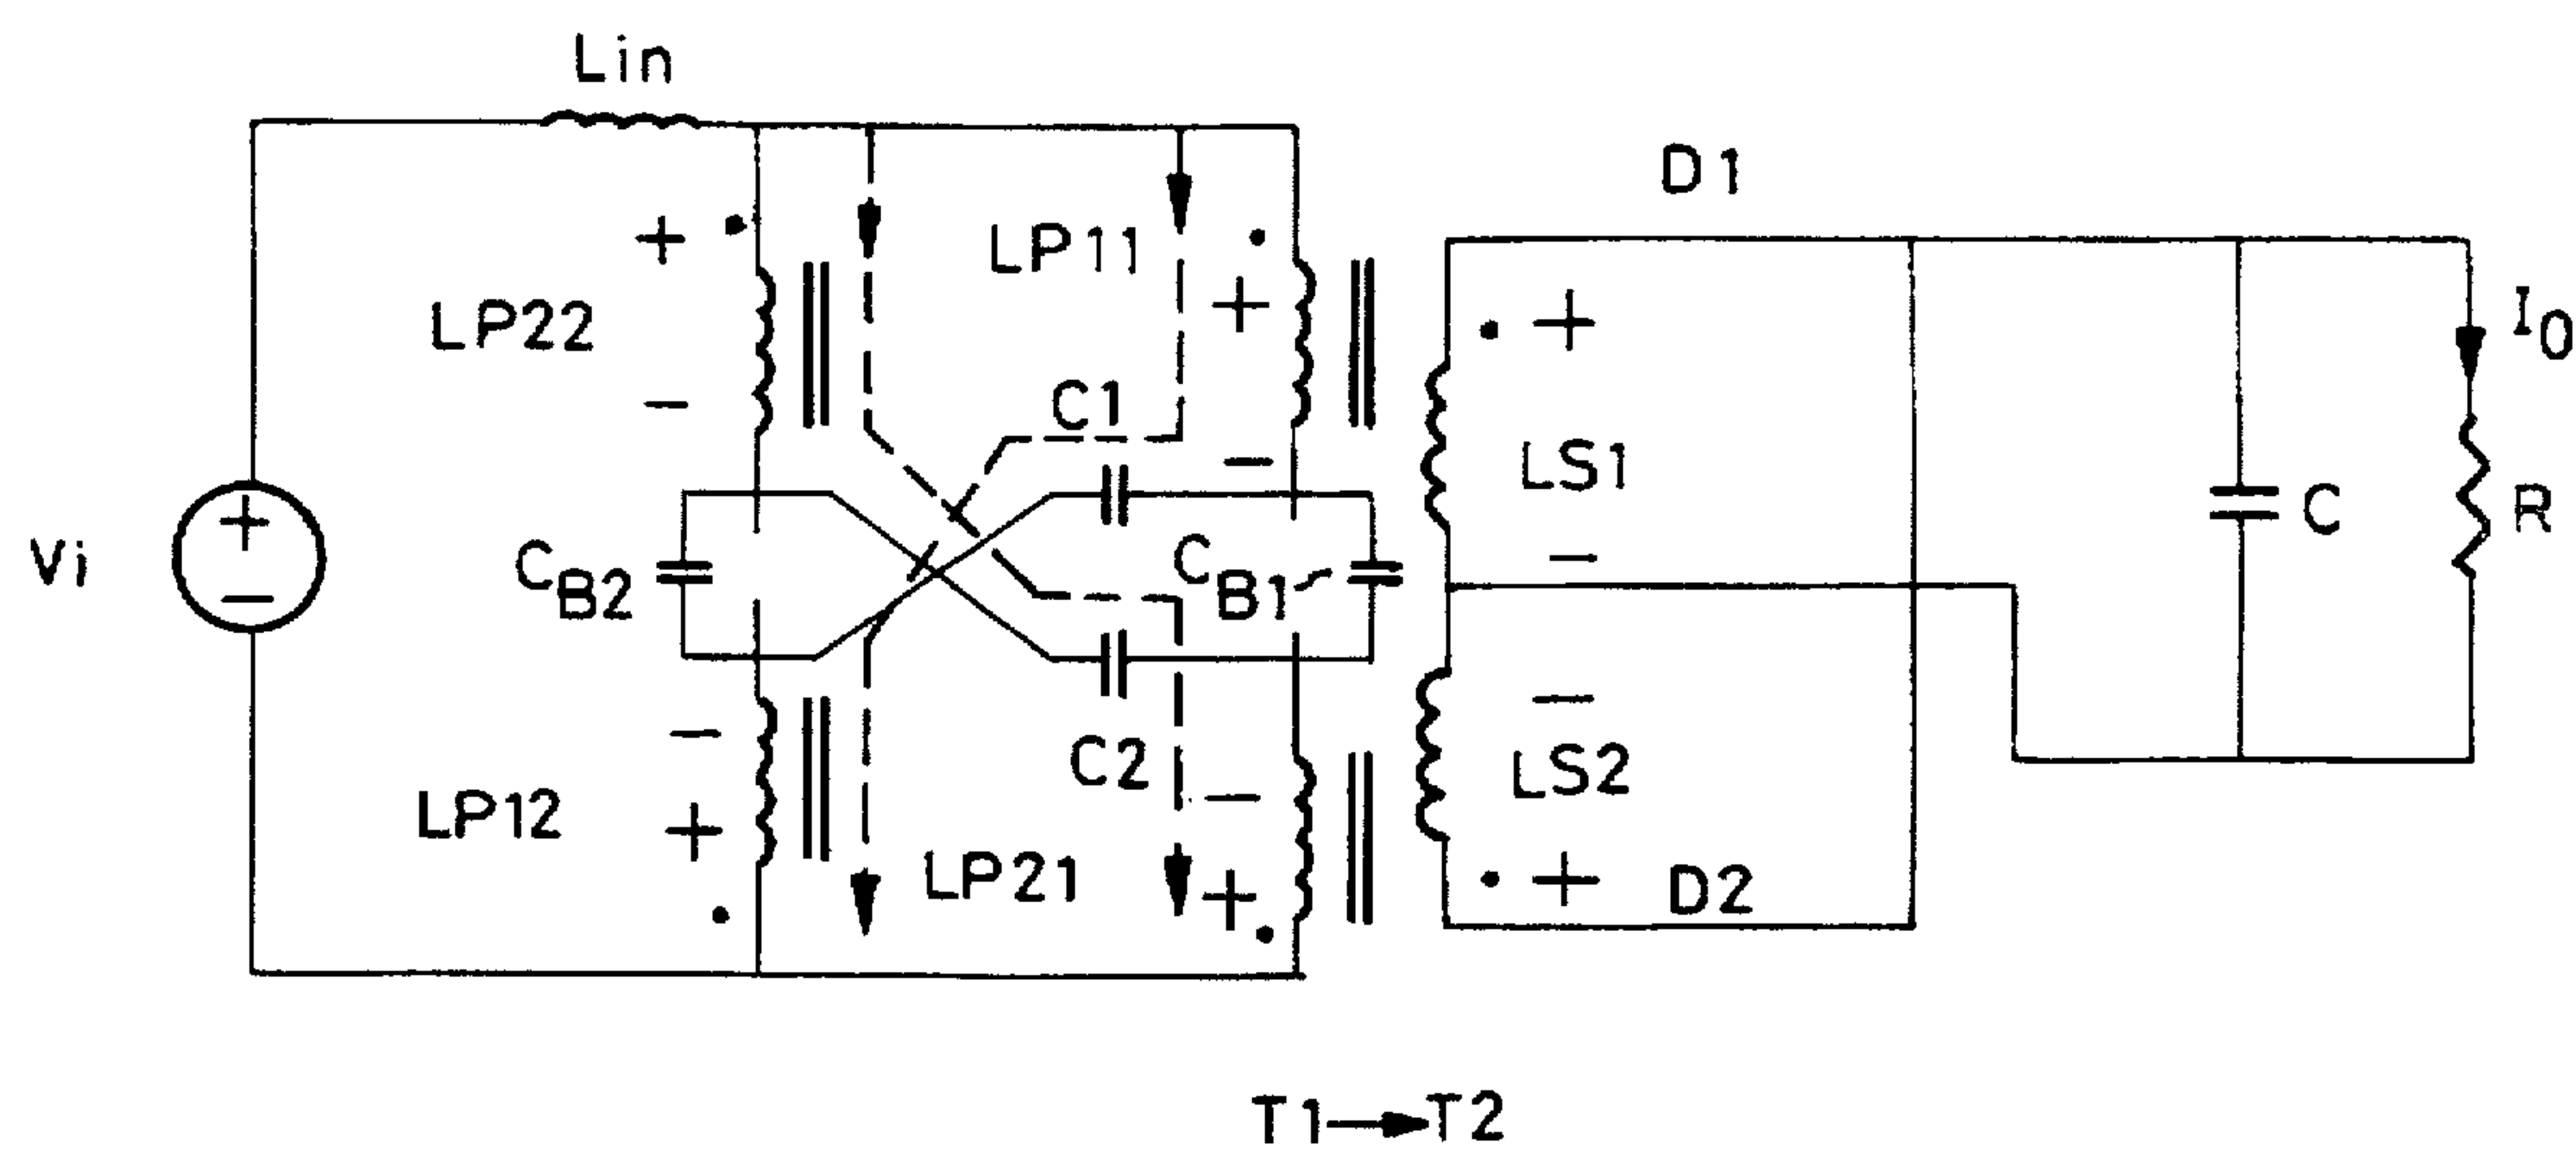 Lin
D1
LP11
LP22
I0
C1
LS1
C
R
Vi
CB2
CB1
C2
LS2
LP12
LP21
D2
T1→T2